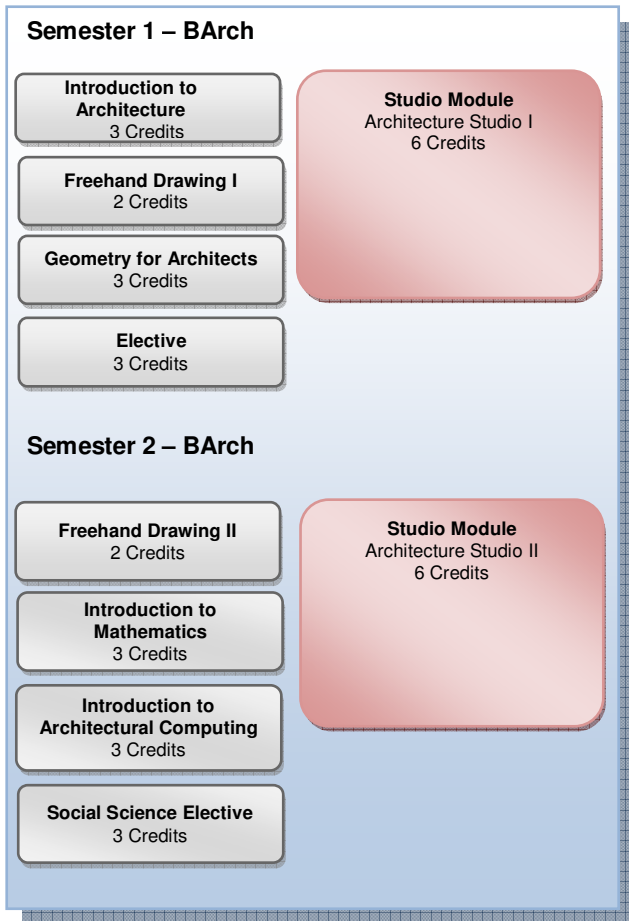 Semester 1 – BArch
Introduction to
Architecture
3 Credits
Freehand Drawing I
2 Credits
Geometry for Architects
3 Credits
Elective
3 Credits
Studio Module
Architecture Studio I
6 Credits
Semester 2 – BArch
Freehand Drawing II
2 Credits
Introduction to
Mathematics
3 Credits
Introduction to
Architectural Computing
3 Credits
Social Science Elective
3 Credits
Studio Module
Architecture Studio II
6 Credits